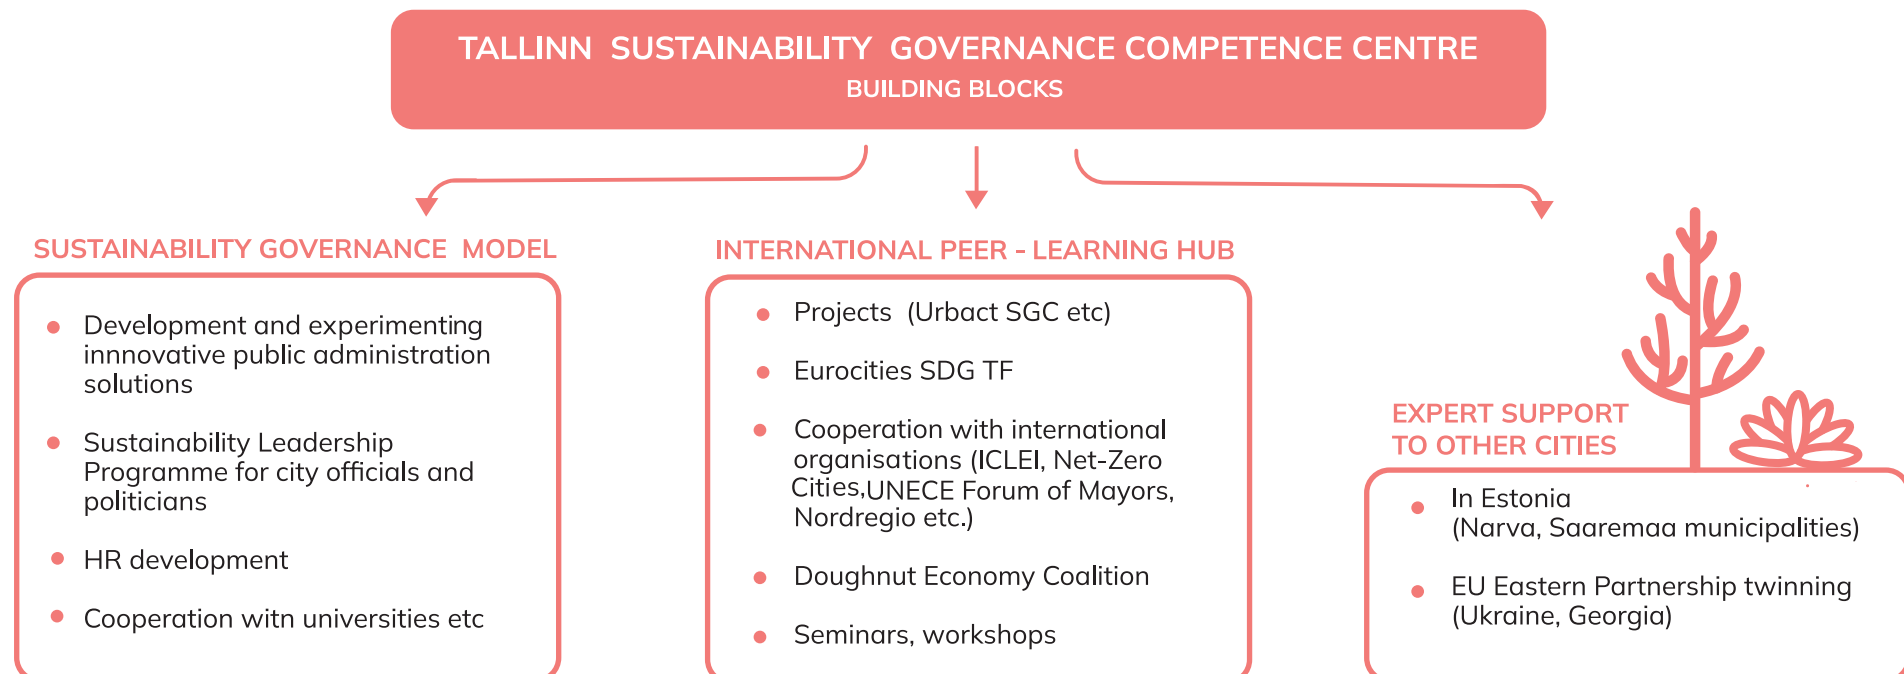 TALLINN SUSTAINABILITY GOVERNANCE COMPETENCE CENTRE
BUILDING BLOCKS
SUSTAINABILITY GOVERNANCE MODEL
Development and experimenting
innnovative public administration
solutions
Sustainability Leadership
Programme for city officials and
politicians
HR development
Cooperation witn universities etc
INTERNATIONAL PEER - LEARNING HUB
Projects (Urbact SGC etc)
Eurocities SDG TF
Cooperation with international
organisations (ICLEI, Net-Zero
Cities,UNECE Forum of Mayors,
Nordregio etc.)
Doughnut Economy Coalition
Seminars, workshops
EXPERT SUPPORT
TO OTHER CITIES
In Estonia
(Narva, Saaremaa municipalities)
EU Eastern Partnership twinning
(Ukraine, Georgia)